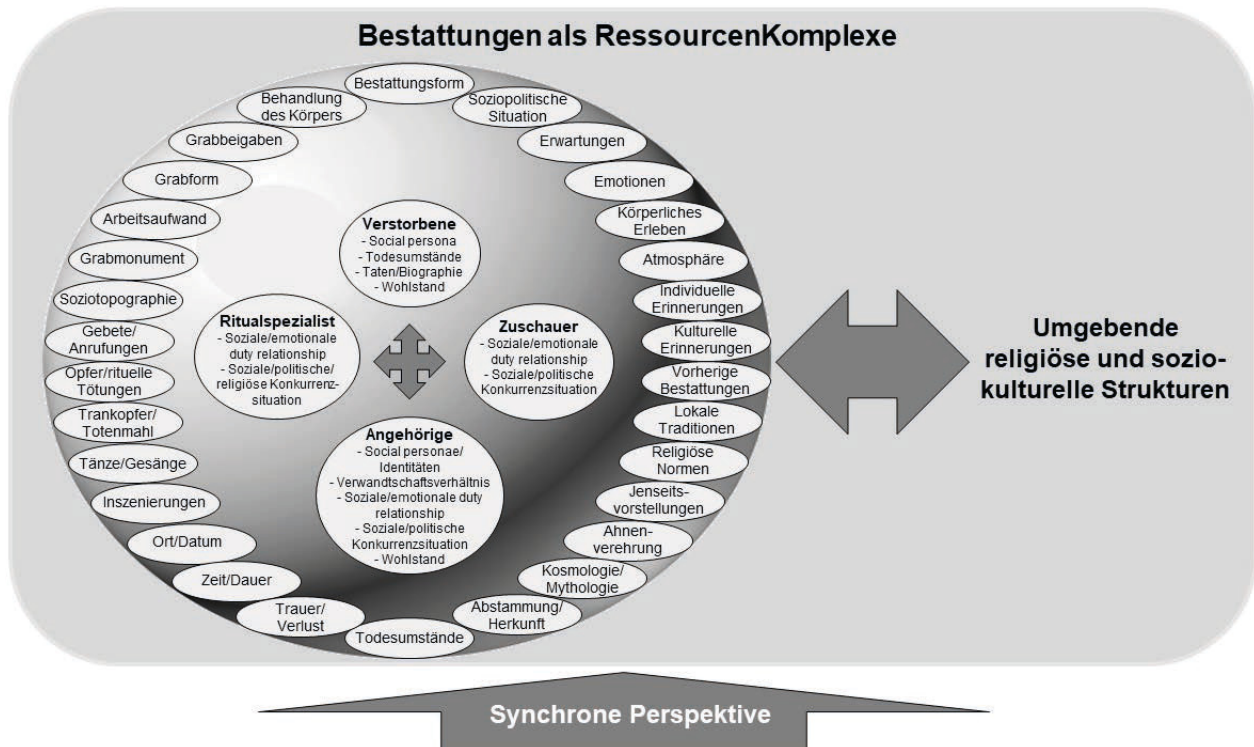 Bestattungen als RessourcenKomplexe
Bestattungsform
Behandlung
des Körpers
Grabbeigaben
Grabform
Arbeitsaufwand
Grabmonument
Soziotopographie
Gebete/
Anrufungen
Opfer/rituelle
Tötungen
Trankopfer/
Totenmahl
Tänze/Gesänge
Inszenierungen
Ort/Datum
Zeit/Dauer
Trauer/
Verlust
Todesumstände
Soziopolitische
Situation
Erwartungen
Emotionen
Körperliches
Erleben
Atmosphäre
Individuelle
Erinnerungen
Kulturelle
Erinnerungen
Vorherige
Bestattungen
Lokale
Traditionen
Religiöse
Normen
Jenseits-
vorstellungen
Ahnen-
verehrung
Kosmologie/
Mythologie
Abstammung/
Herkunft
Verstorbene
- Social persona
- Todesumstände
- Taten/Biographie
- Wohlstand
Ritualspezialist
- Soziale/emotionale
duty relationship
- Soziale/politische/
religiöse Konkurrenz-
situation
Zuschauer
- Soziale/emotionale
duty relationship
- Soziale/politische
Konkurrenzsituation
Angehörige
- Social personae/
Identitäten
- Verwandtschaftsverhältnis
- Soziale/emotionale duty
relationship
- Soziale/politische
Konkurrenzsituation
- Wohlstand
Umgebende
religiöse und sozio-
kulturelle Strukturen
Synchrone Perspektive